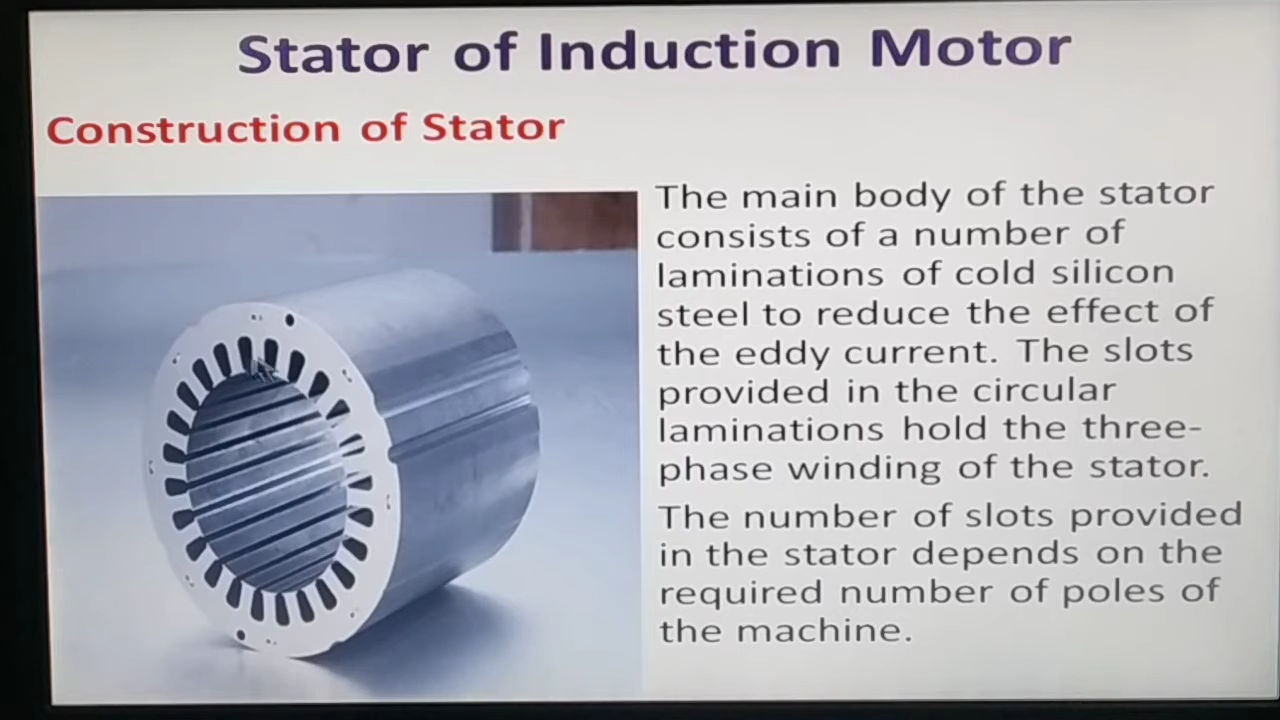 Stator of Induction Motor
Construction of Stator
The main body of the stator
consists of a number of
laminations of cold silicon
steel to reduce the effect of
the eddy current. The slots
provided in the circular
laminations hold the three-
phase winding of the stator.
The number of slots provided
in the stator depends on the
required number of poles of
the machine.